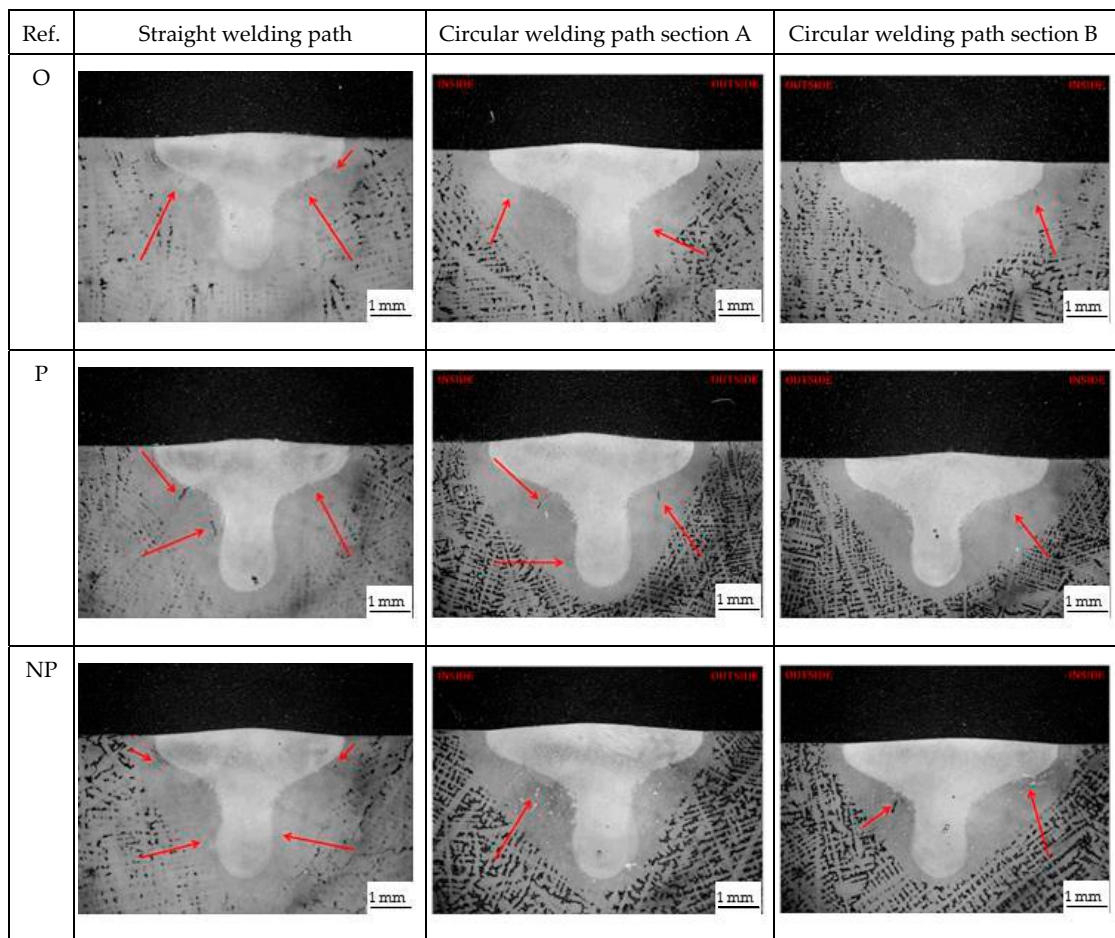 Ref. Straight welding path Circular welding path section A Circular welding path section B
O
INSIDE OUTSIDE OUTSIDE INSIDE
1 mm 1 mm 1 mm
P
INSIDE OUTSIDE OUTSIDE INSIDE
1 mm 1 mm 1 mm
NP
INSIDE OUTSIDE OUTSIDE INSIDE
1 mm 1 mm 1 mm